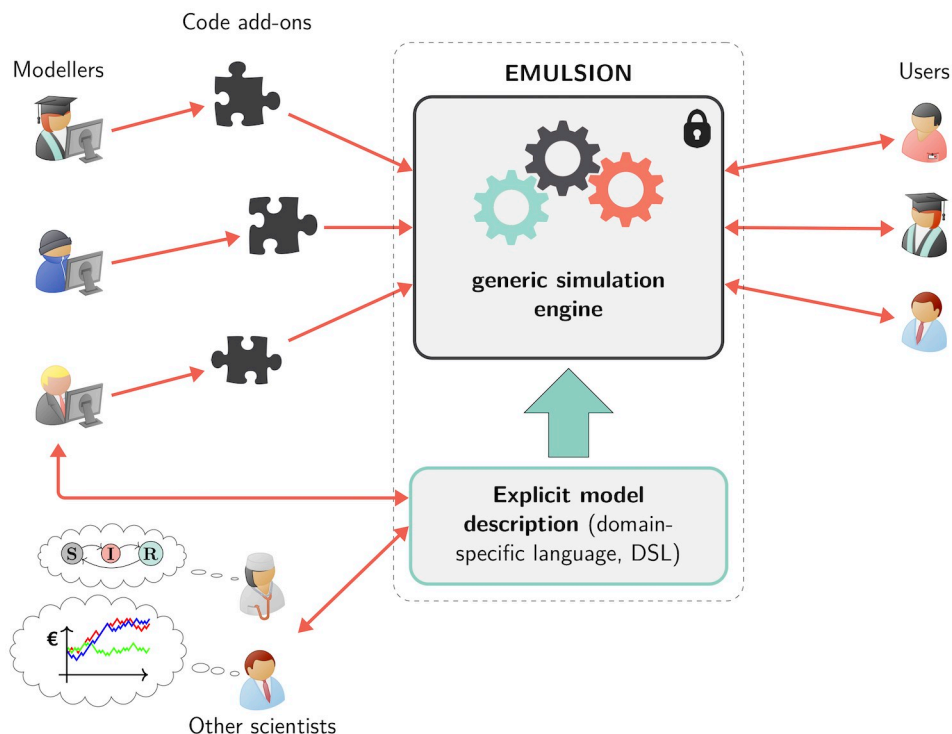 Code add-ons
Modellers
EMULSION
Users
generic simulation
engine
Explicit model
description (domain-
specific language, DSL)
S I R
€
Other scientists